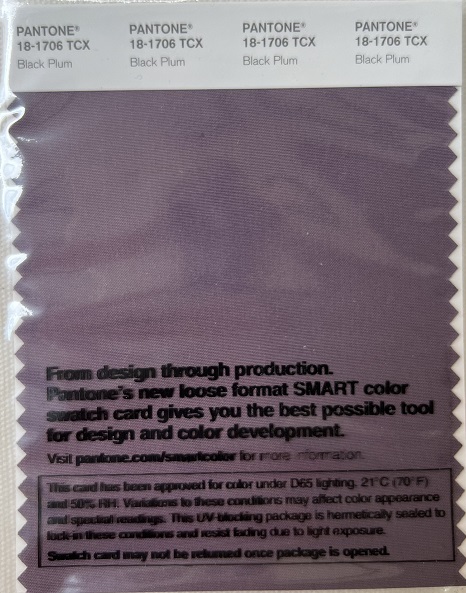 PANTONE® PANTONE® PANTONE® PANTONE®
18-1706 TCX 18-1706 TCX 18-1706 TCX 18-1706 TCX
Black Plum Black Plum Black Plum Black Plum
From design through production.
Pantone's new loose format SMART color
swatch card gives you the best possible tool
for design and color development.
Visit pantone.com/smartcolor for more information.
This card has been approved for color under D65 lighting, 21°C (70°F)
and 50% RH. Variations to these conditions may affect color appearance
and spectral readings. This UV-blocking package is hermetically sealed to
lock-in these conditions and resist fading due to light exposure.
Swatch card may not be returned once package is opened.